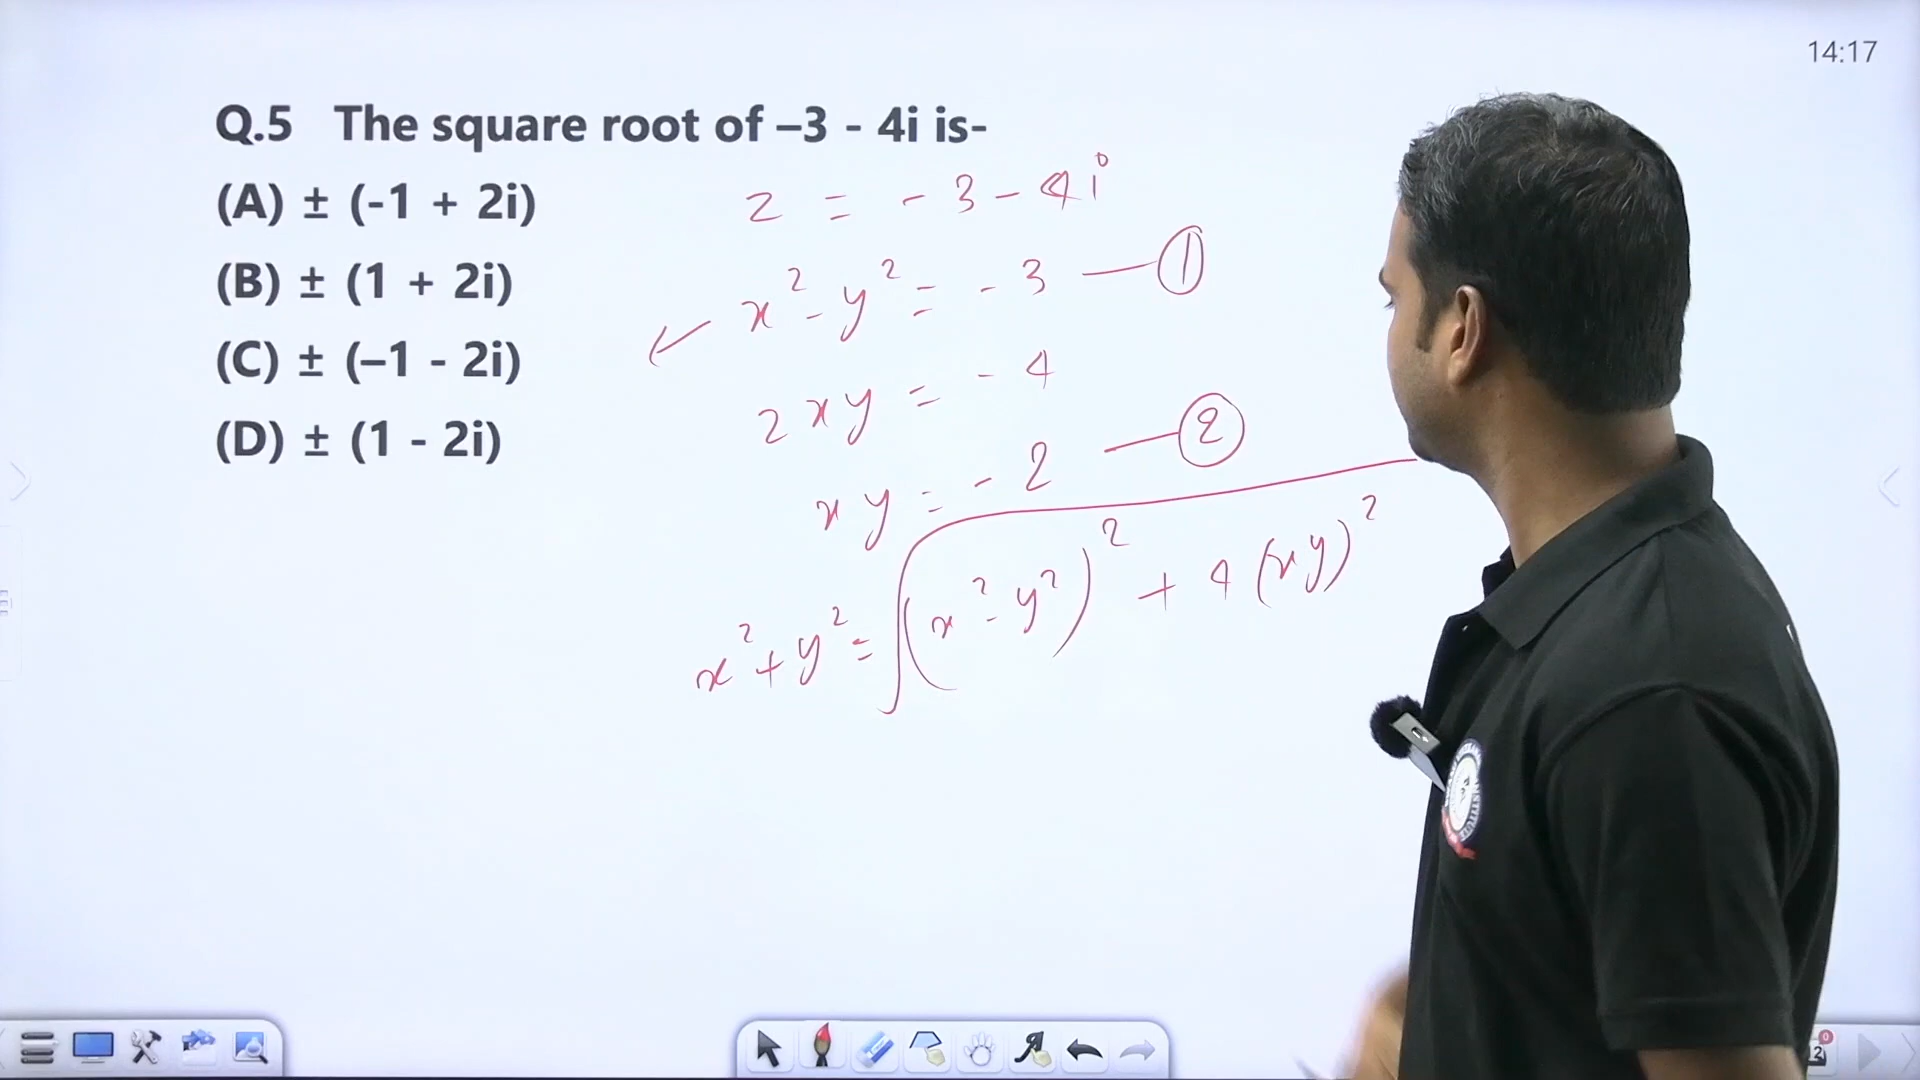 14:17
Q.5 The square root of –3 - 4i is-
(A) ± (-1 + 2i)
(B) ± (1 + 2i)
(C) ± (–1 - 2i)
(D) ± (1 - 2i)
z = - 3 - 4i
x² - y² = - 3 — ①
2xy = - 4
xy = - 2 — ②
x² + y² = √(x² - y²)² + 4(xy)²